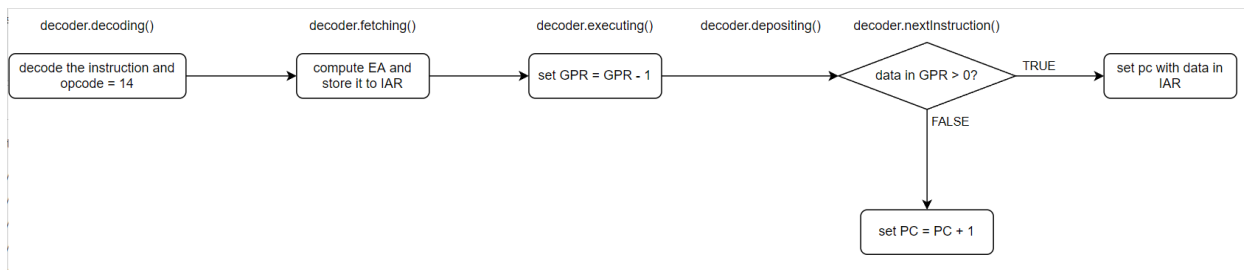 decoder.decoding()
decoder.fetching()
decoder.executing()
decoder.depositing()
decoder.nextInstruction()
decode the instruction and
opcode = 14
compute EA and
store it to IAR
set GPR = GPR - 1
data in GPR > 0?
TRUE
set pc with data in
IAR
FALSE
set PC = PC + 1